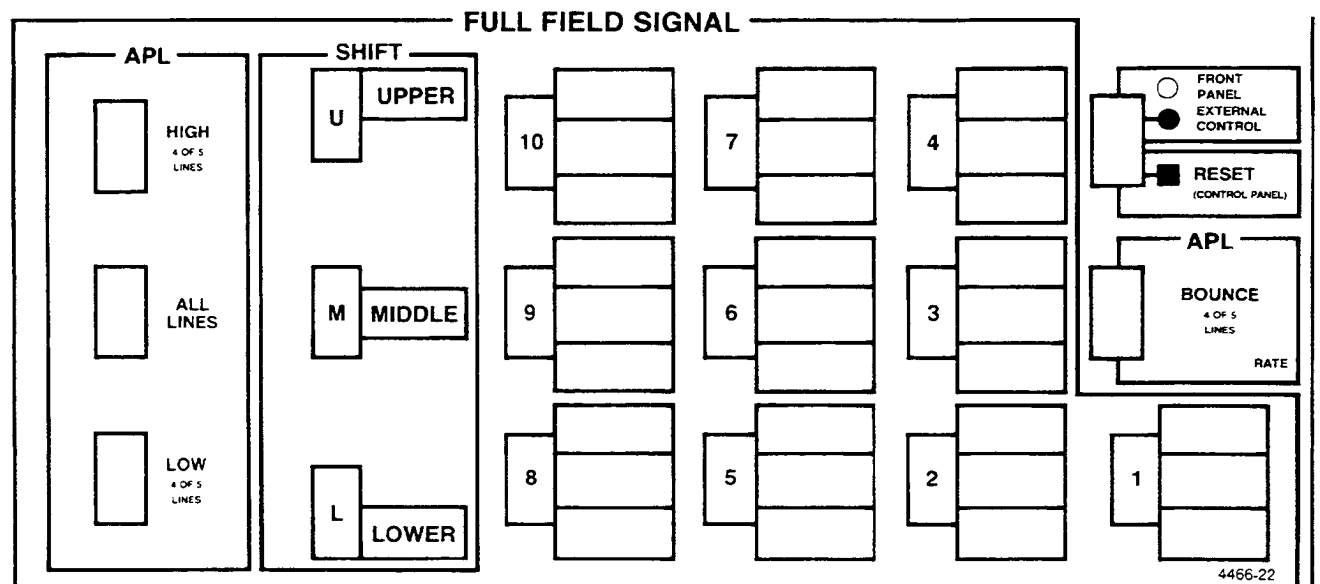 FULL FIELD SIGNAL
APL
HIGH
4 OF 5
LINES
ALL
LINES
LOW
4 OF 5
LINES
SHIFT
U
UPPER
M
MIDDLE
L
LOWER
10
7
4
9
6
3
8
5
2
1
FRONT
PANEL
EXTERNAL
CONTROL
RESET
(CONTROL PANEL)
APL
BOUNCE
4 OF 5
LINES
RATE
4466-22